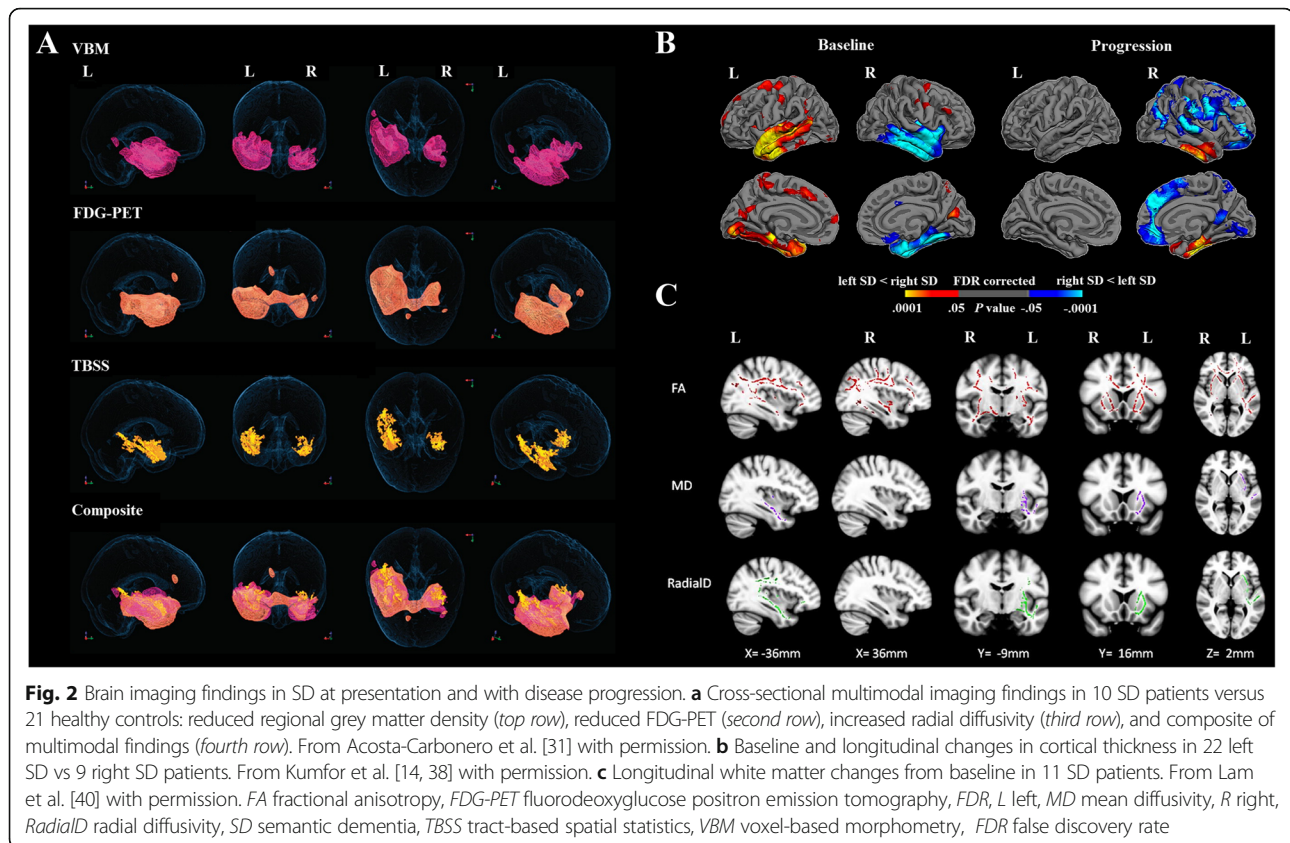 A
VBM
L L R L R L
FDG-PET
TBSS
Composite
B
Baseline Progression
L R L R
left SD < right SD FDR corrected right SD < left SD
.0001 .05 P value -.05 -.0001
C
L R R L R L R L
FA
MD
RadialD
X= -36mm X= 36mm Y= -9mm Y= 16mm Z= 2mm
Fig. 2 Brain imaging findings in SD at presentation and with disease progression. a Cross-sectional multimodal imaging findings in 10 SD patients versus
21 healthy controls: reduced regional grey matter density (top row), reduced FDG-PET (second row), increased radial diffusivity (third row), and composite of
multimodal findings (fourth row). From Acosta-Carbonero et al. [31] with permission. b Baseline and longitudinal changes in cortical thickness in 22 left
SD vs 9 right SD patients. From Kumfor et al. [14, 38] with permission. c Longitudinal white matter changes from baseline in 11 SD patients. From Lam
et al. [40] with permission. FA fractional anisotropy, FDG-PET fluorodeoxyglucose positron emission tomography, FDR, L left, MD mean diffusivity, R right,
RadialD radial diffusivity, SD semantic dementia, TBSS tract-based spatial statistics, VBM voxel-based morphometry, FDR false discovery rate